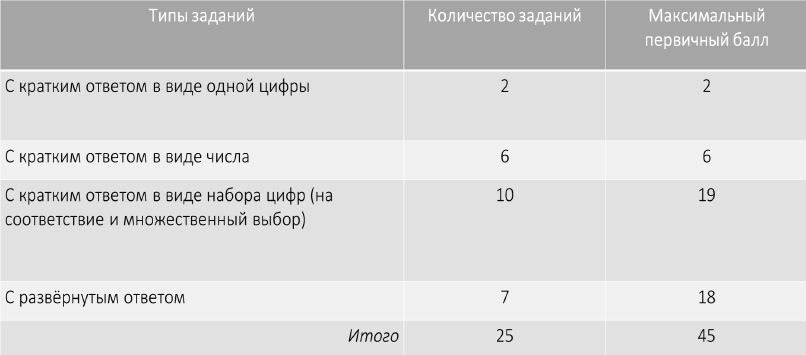 Типы заданий Количество заданий Максимальный
первичный балл
С кратким ответом в виде одной цифры 2 2
С кратким ответом в виде числа 6 6
С кратким ответом в виде набора цифр (на 10 19
соответствие и множественный выбор)
С развёрнутым ответом 7 18
Итого 25 45